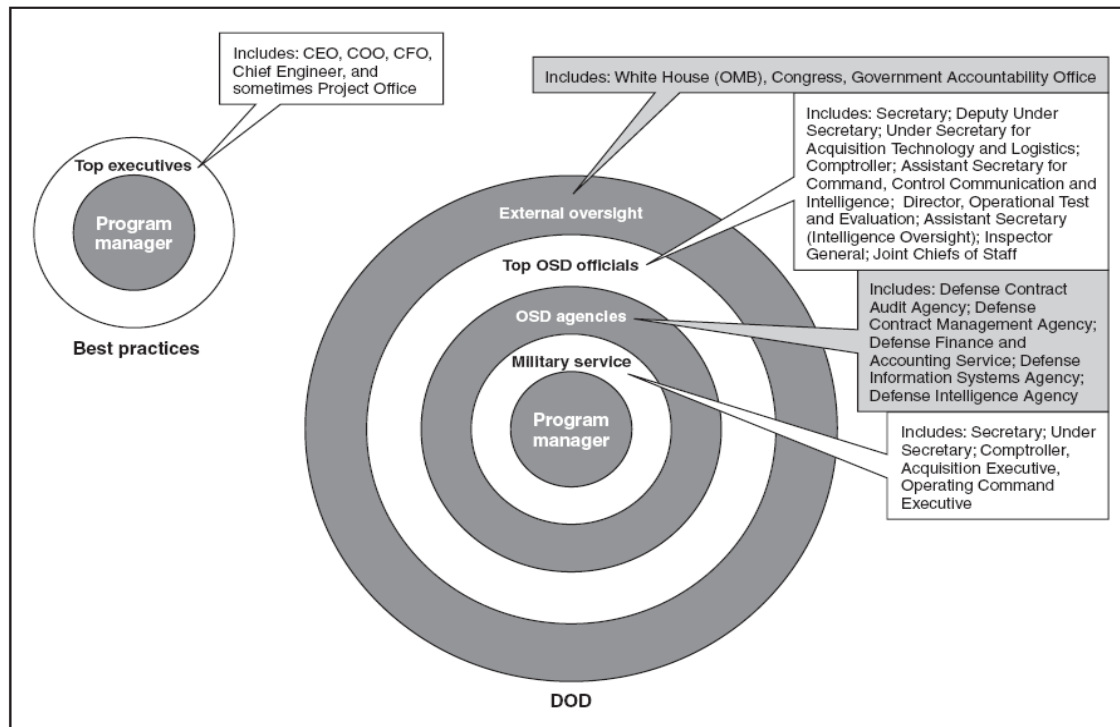 Includes: CEO, COO, CFO,
Chief Engineer, and
sometimes Project Office
Top executives
Program
manager
Best practices
Includes: White House (OMB), Congress, Government Accountability Office
Includes: Secretary; Deputy Under
Secretary; Under Secretary for
Acquisition Technology and Logistics;
Comptroller; Assistant Secretary for
Command, Control Communication and
Intelligence; Director, Operational Test
and Evaluation; Assistant Secretary
(Intelligence Oversight); Inspector
General; Joint Chiefs of Staff
Includes: Defense Contract
Audit Agency; Defense
Contract Management Agency;
Defense Finance and
Accounting Service; Defense
Information Systems Agency;
Defense Intelligence Agency
Includes: Secretary; Under
Secretary; Comptroller,
Acquisition Executive,
Operating Command
Executive
External oversight
Top OSD officials
OSD agencies
Military service
Program
manager
DOD